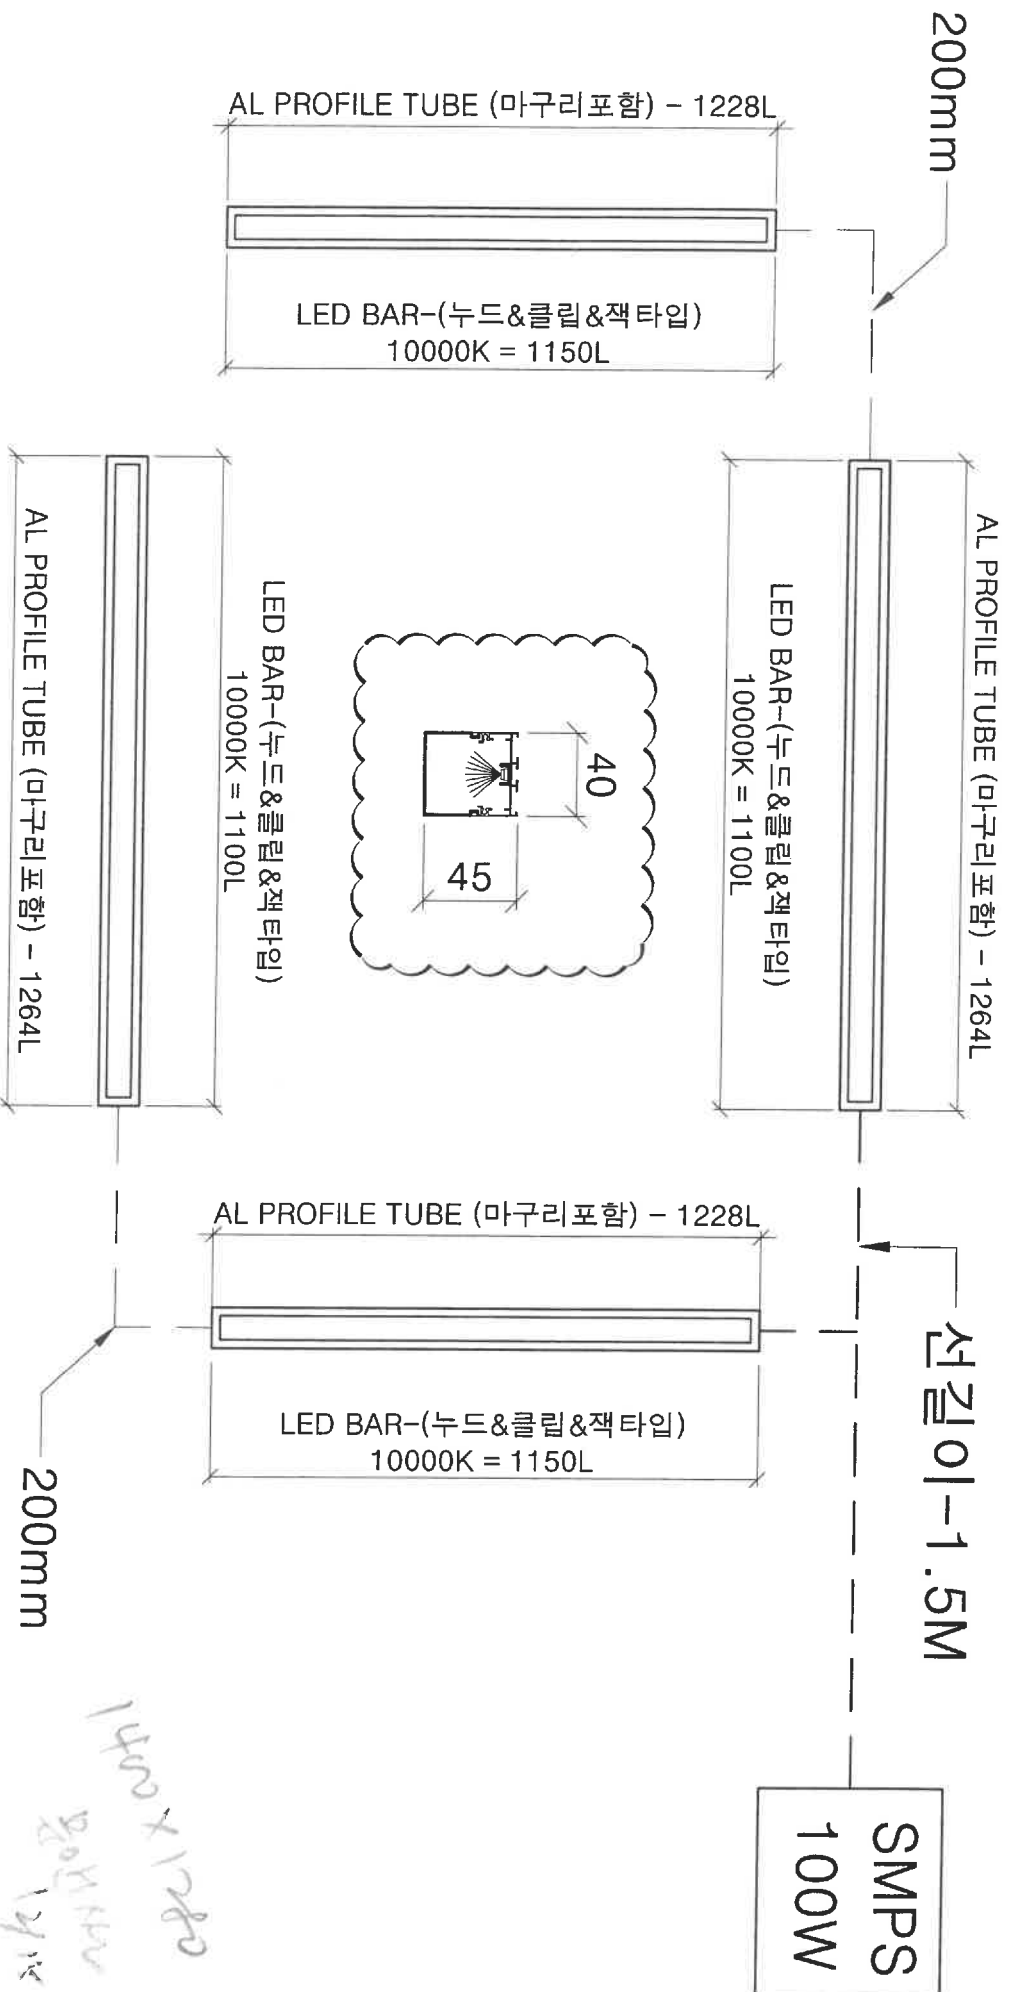 200mm
AL PROFILE TUBE (마구리포함) - 1228L
LED BAR-(누드&클립&잭타입)
10000K = 1150L
AL PROFILE TUBE (마구리포함) - 1264L
LED BAR-(누드&클립&잭타입)
10000K = 1100L
40
45
LED BAR-(누드&클립&잭타입)
10000K = 1100L
AL PROFILE TUBE (마구리포함) - 1264L
선길이-1.5M
AL PROFILE TUBE (마구리포함) - 1228L
LED BAR-(누드&클립&잭타입)
10000K = 1150L
200mm
SMPS
100W